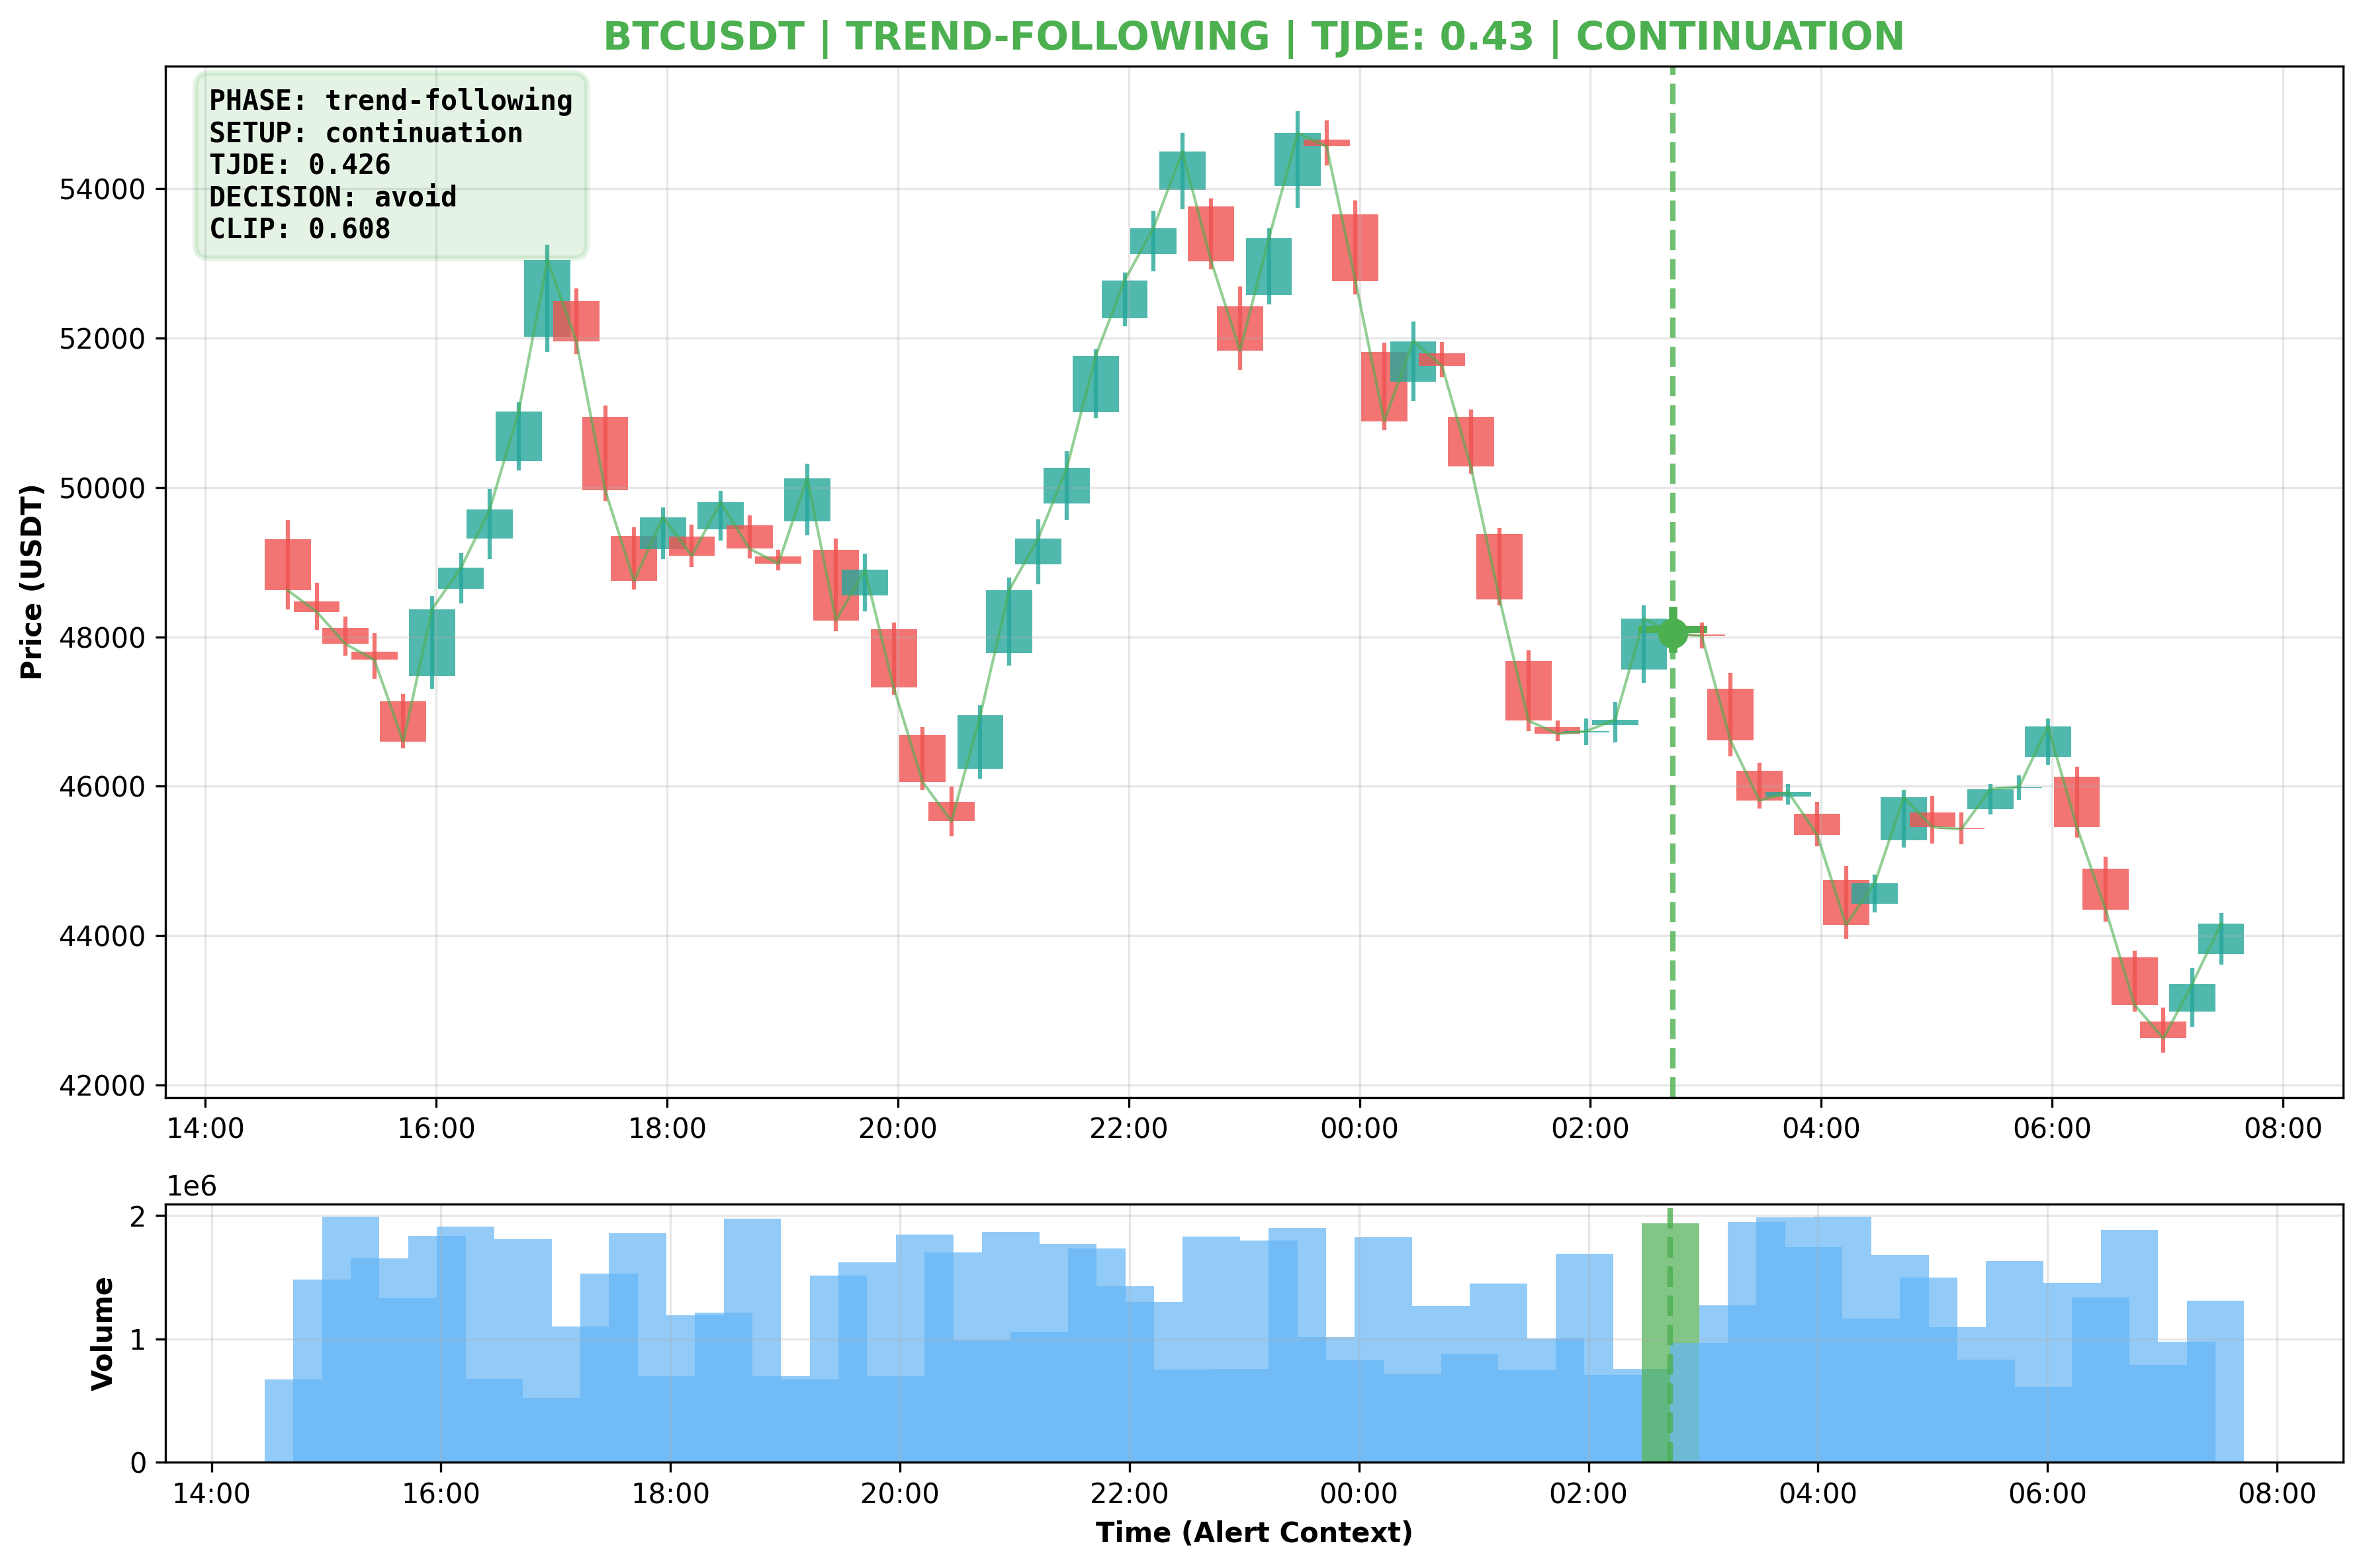 BTCUSDT | TREND-FOLLOWING | TJDE: 0.43 | CONTINUATION
PHASE: trend-following
SETUP: continuation
TJDE: 0.426
DECISION: avoid
CLIP: 0.608
Price (USDT)
54000
52000
50000
48000
46000
44000
42000
14:00 16:00 18:00 20:00 22:00 00:00 02:00 04:00 06:00 08:00
1e6
Volume
2
1
0
14:00 16:00 18:00 20:00 22:00 00:00 02:00 04:00 06:00 08:00
Time (Alert Context)